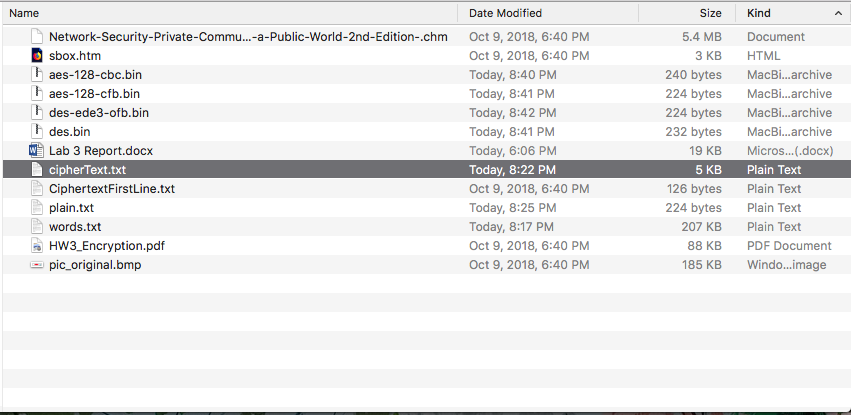 Name Date Modified Size Kind
Network-Security-Private-Commu...-a-Public-World-2nd-Edition-.chm Oct 9, 2018, 6:40 PM 5.4 MB Document
sbox.htm Oct 9, 2018, 6:40 PM 3 KB HTML
aes-128-cbc.bin Today, 8:40 PM 240 bytes MacBi...archive
aes-128-cfb.bin Today, 8:41 PM 224 bytes MacBi...archive
des-ede3-ofb.bin Today, 8:42 PM 224 bytes MacBi...archive
des.bin Today, 8:41 PM 232 bytes MacBi...archive
Lab 3 Report.docx Today, 6:06 PM 19 KB Micros...(.docx)
cipherText.txt Today, 8:22 PM 5 KB Plain Text
CiphertextFirstLine.txt Oct 9, 2018, 6:40 PM 126 bytes Plain Text
plain.txt Today, 8:25 PM 224 bytes Plain Text
words.txt Today, 8:17 PM 207 KB Plain Text
HW3_Encryption.pdf Oct 9, 2018, 6:40 PM 88 KB PDF Document
pic_original.bmp Oct 9, 2018, 6:40 PM 185 KB Windo...image